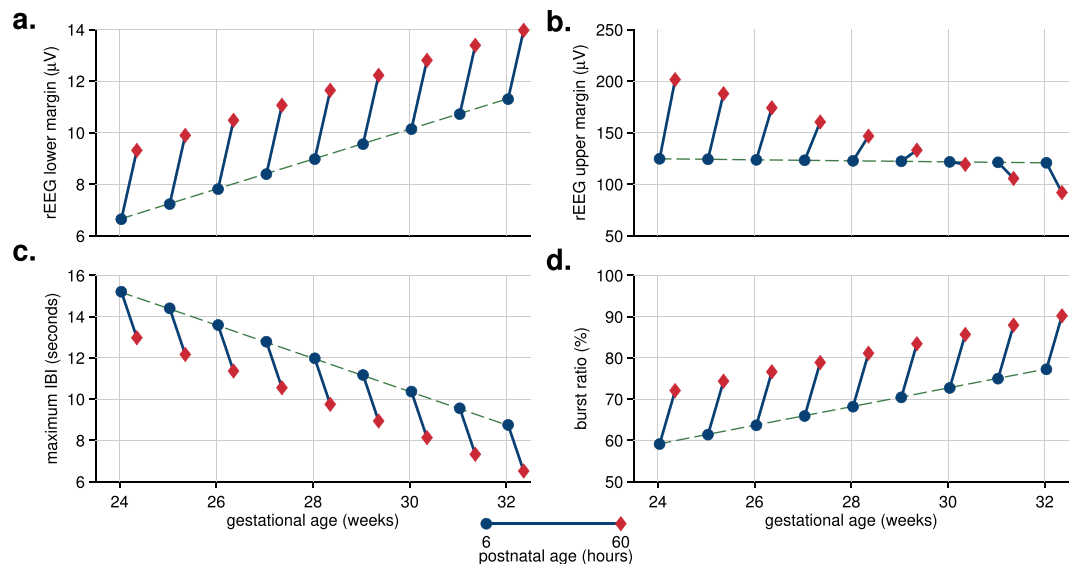 a.
rEEG lower margin (µV)
14
12
10
8
6
b.
rEEG upper margin (µV)
250
200
150
100
50
c.
maximum IBI (seconds)
16
14
12
10
8
6
24 26 28 30 32
gestational age (weeks)
d.
burst ratio (%)
100
90
80
70
60
50
24 26 28 30 32
gestational age (weeks)
6 60
postnatal age (hours)